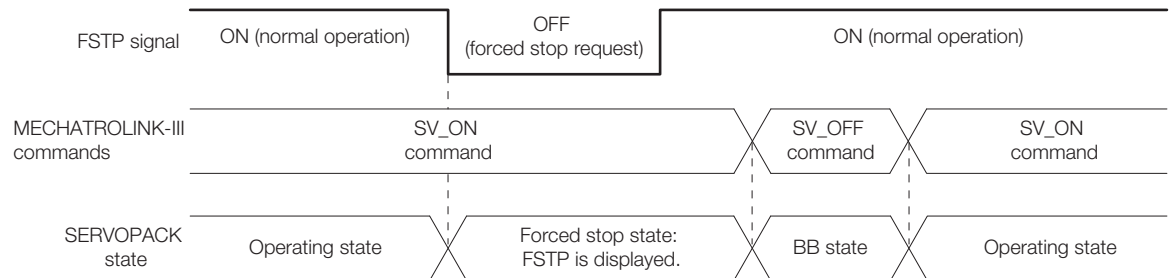 FSTP signal
ON (normal operation)
OFF
(forced stop request)
ON (normal operation)
MECHATROLINK-III
commands
SV_ON
command
SV_OFF
command
SV_ON
command
SERVOPACK
state
Operating state
Forced stop state:
FSTP is displayed.
BB state
Operating state